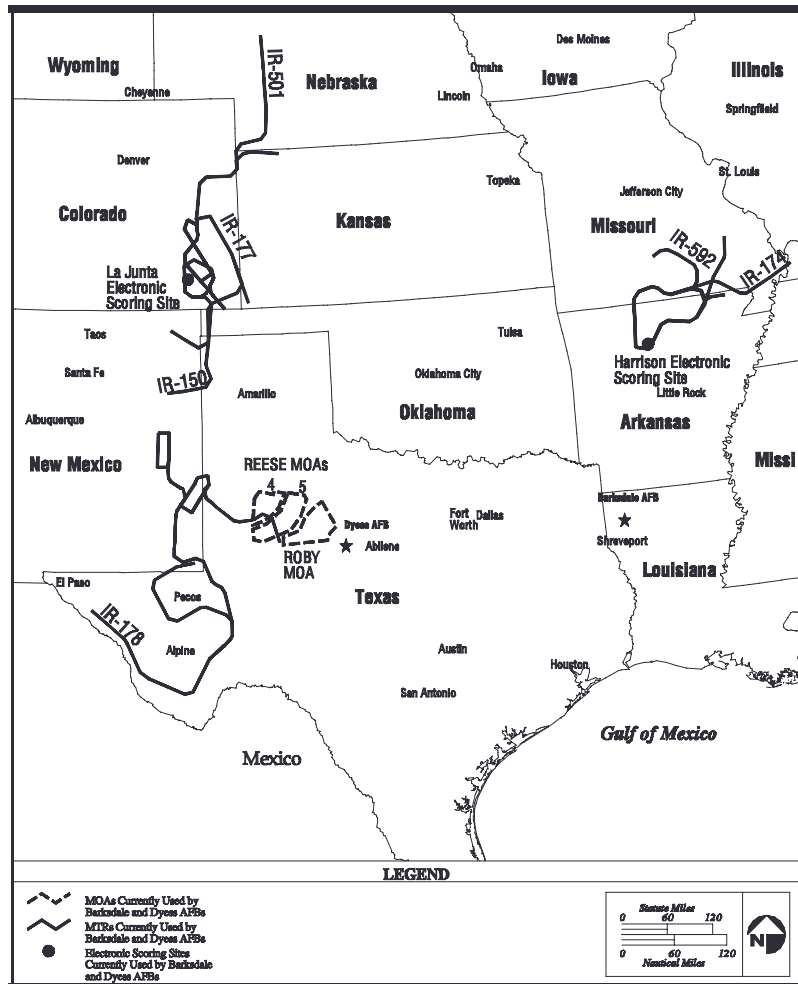 Wyoming
Cheyenne
IR-501
Nebraska
Omaha
Lincoln
Des Moines
Iowa
Illinois
Springfield
Denver
Colorado
Topeka
Kansas
St. Louis
Jefferson City
Missouri
IR-177
IR-592
IR-174
La Junta
Electronic
Scoring Site
Taos
Santa Fe
IR-150
Amarillo
Tulsa
Oklahoma City
Oklahoma
Harrison Electronic
Scoring Site
Little Rock
Arkansas
Albuquerque
New Mexico
REESE MOAs
4 5
Missi
Dyess AFB
Fort
Worth
Dallas
Barksdale AFB
ROBY
MOA
Abilene
Shreveport
Louisiana
El Paso
Pecos
Texas
IR-178
Alpine
Austin
Houston
San Antonio
Gulf of Mexico
Mexico
LEGEND
MOAs Currently Used by
Barksdale and Dyess AFBs
MTRs Currently Used by
Barksdale and Dyess AFBs
Electronic Scoring Sites
Currently Used by Barksdale
and Dyess AFBs
Statute Miles
0 60 120
0 60 120
Nautical Miles
N